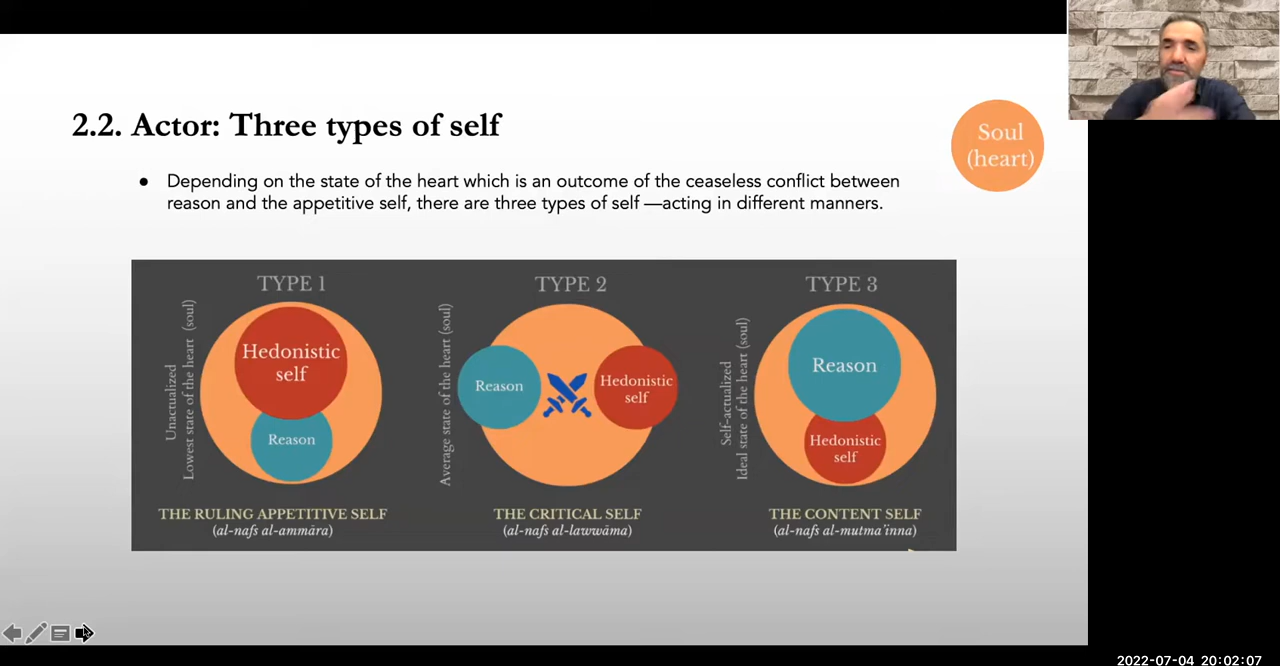 2.2. Actor: Three types of self
Soul
(heart)
● Depending on the state of the heart which is an outcome of the ceaseless conflict between
reason and the appetitive self, there are three types of self —acting in different manners.
TYPE 1
Unactualized
Lowest state of the heart (soul)
Hedonistic
self
Reason
THE RULING APPETITIVE SELF
(al-nafs al-ammāra)
TYPE 2
Average state of the heart (soul)
Reason
Hedonistic
self
THE CRITICAL SELF
(al-nafs al-lawwāma)
TYPE 3
Self-actualized
Ideal state of the heart (soul)
Reason
Hedonistic
self
THE CONTENT SELF
(al-nafs al-mutma'inna)
2022-07-04 20:02:07